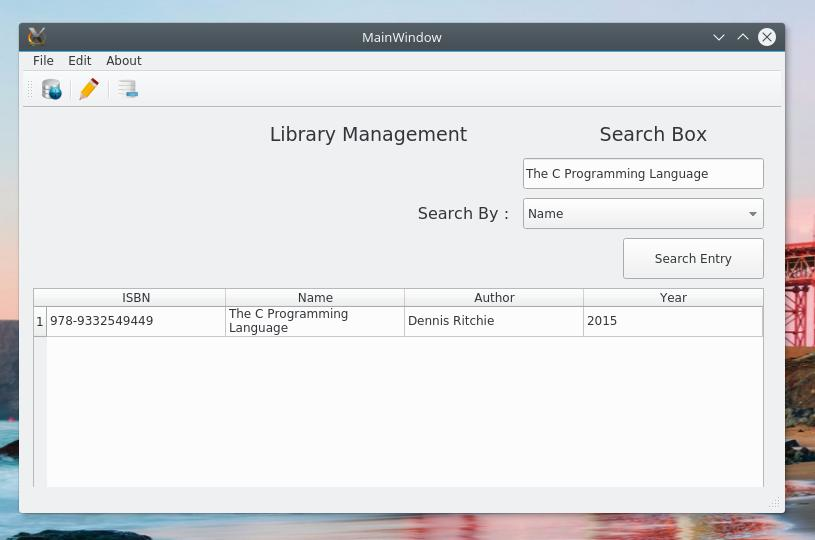 MainWindow
File Edit About
Library Management
Search Box
The C Programming Language
Search By :
Name
Search Entry
ISBN Name Author Year
1 978-9332549449 The C Programming Dennis Ritchie 2015
Language